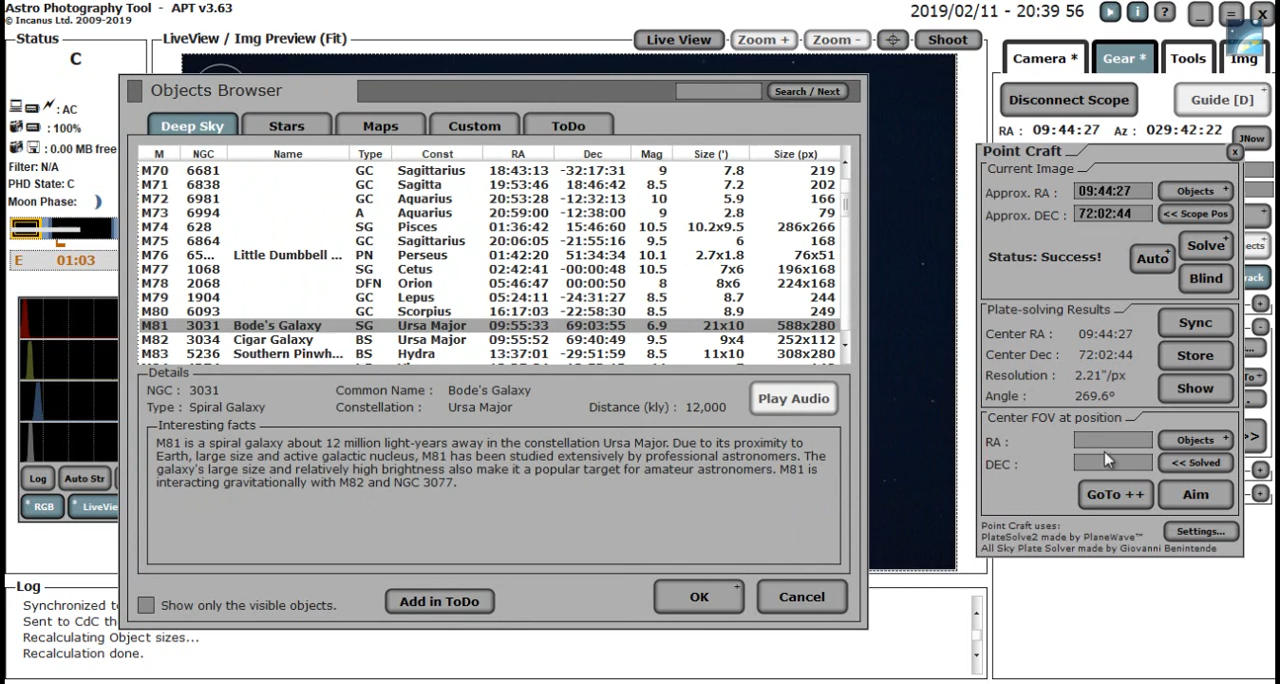 Astro Photography Tool - APT v3.63
© Incanus Ltd. 2009-2019
2019/02/11 - 20:39 56
i ? _ = X
Status
C
: AC
: 100%
: 0.00 MB free
Filter: N/A
PHD State: C
Moon Phase:
E 01:03
Log Auto Str
RGB LiveView
LiveView / Img Preview (Fit)
Live View Zoom + Zoom - Shoot
Camera * Gear * Tools Img
Disconnect Scope Guide [D] +
RA : 09:44:27 Az : 029:42:22 JNow
Objects Browser Search / Next
Deep Sky Stars Maps Custom ToDo
M NGC Name Type Const RA Dec Mag Size (') Size (px)
M70 6681 GC Sagittarius 18:43:13 -32:17:31 9 7.8 219
M71 6838 GC Sagitta 19:53:46 18:46:42 8.5 7.2 202
M72 6981 GC Aquarius 20:53:28 -12:32:13 10 5.9 166
M73 6994 A Aquarius 20:59:00 -12:38:00 9 2.8 79
M74 628 SG Pisces 01:36:42 15:46:60 10.5 10.2x9.5 286x266
M75 6864 GC Sagittarius 20:06:05 -21:55:16 9.5 6 168
M76 65... Little Dumbbell ... PN Perseus 01:42:20 51:34:34 10.1 2.7x1.8 76x51
M77 1068 SG Cetus 02:42:41 -00:00:48 10.5 7x6 196x168
M78 2068 DFN Orion 05:46:47 00:00:50 8 8x6 224x168
M79 1904 GC Lepus 05:24:11 -24:31:27 8.5 8.7 244
M80 6093 GC Scorpius 16:17:03 -22:58:30 8.5 8.9 249
M81 3031 Bode's Galaxy SG Ursa Major 09:55:33 69:03:55 6.9 21x10 588x280
M82 3034 Cigar Galaxy BS Ursa Major 09:55:52 69:40:49 9.5 9x4 252x112
M83 5236 Southern Pinwh... BS Hydra 13:37:01 -29:51:59 8.5 11x10 308x280
Details
NGC : 3031 Common Name : Bode's Galaxy
Type : Spiral Galaxy Constellation : Ursa Major Distance (kly) : 12,000
Play Audio
Interesting facts
M81 is a spiral galaxy about 12 million light-years away in the constellation Ursa Major. Due to its proximity to
Earth, large size and active galactic nucleus, M81 has been studied extensively by professional astronomers. The
galaxy's large size and relatively high brightness also make it a popular target for amateur astronomers. M81 is
interacting gravitationally with M82 and NGC 3077.
Show only the visible objects. Add in ToDo OK + Cancel
Point Craft x
Current Image
Approx. RA : 09:44:27 Objects +
Approx. DEC : 72:02:44 << Scope Pos
Status: Success! Auto + Solve +
Blind
Plate-solving Results
Center RA : 09:44:27 Sync
Center Dec : 72:02:44 Store
Resolution : 2.21"/px
Angle : 269.6° Show
Center FOV at position
RA : Objects +
DEC : << Solved
GoTo ++ Aim
Point Craft uses:
PlateSolve2 made by PlaneWave™
All Sky Plate Solver made by Giovanni Benintende
Settings...
Log
Synchronized t
Sent to CdC th
Recalculating Object sizes...
Recalculation done.